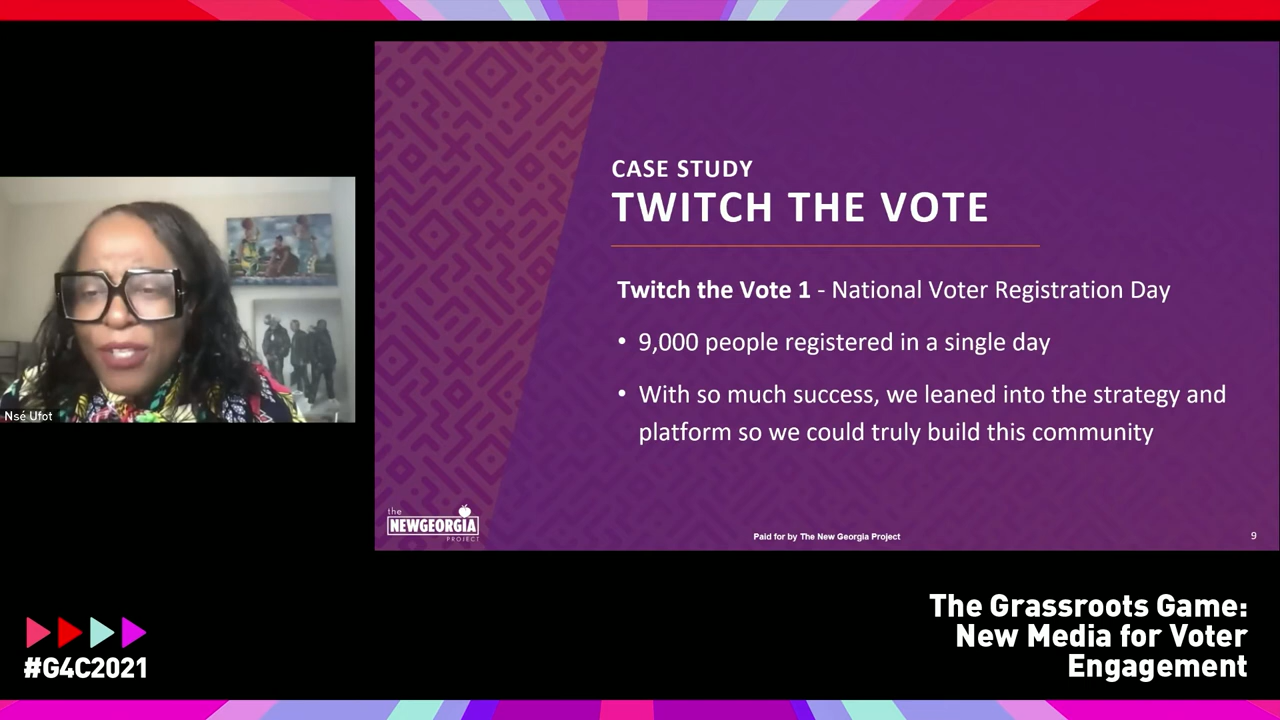 CASE STUDY
TWITCH THE VOTE
Twitch the Vote 1 - National Voter Registration Day
• 9,000 people registered in a single day
• With so much success, we leaned into the strategy and
platform so we could truly build this community
Nsé Ufot
the
NEWGEORGIA
PROJECT
Paid for by The New Georgia Project
9
#G4C2021
The Grassroots Game:
New Media for Voter
Engagement